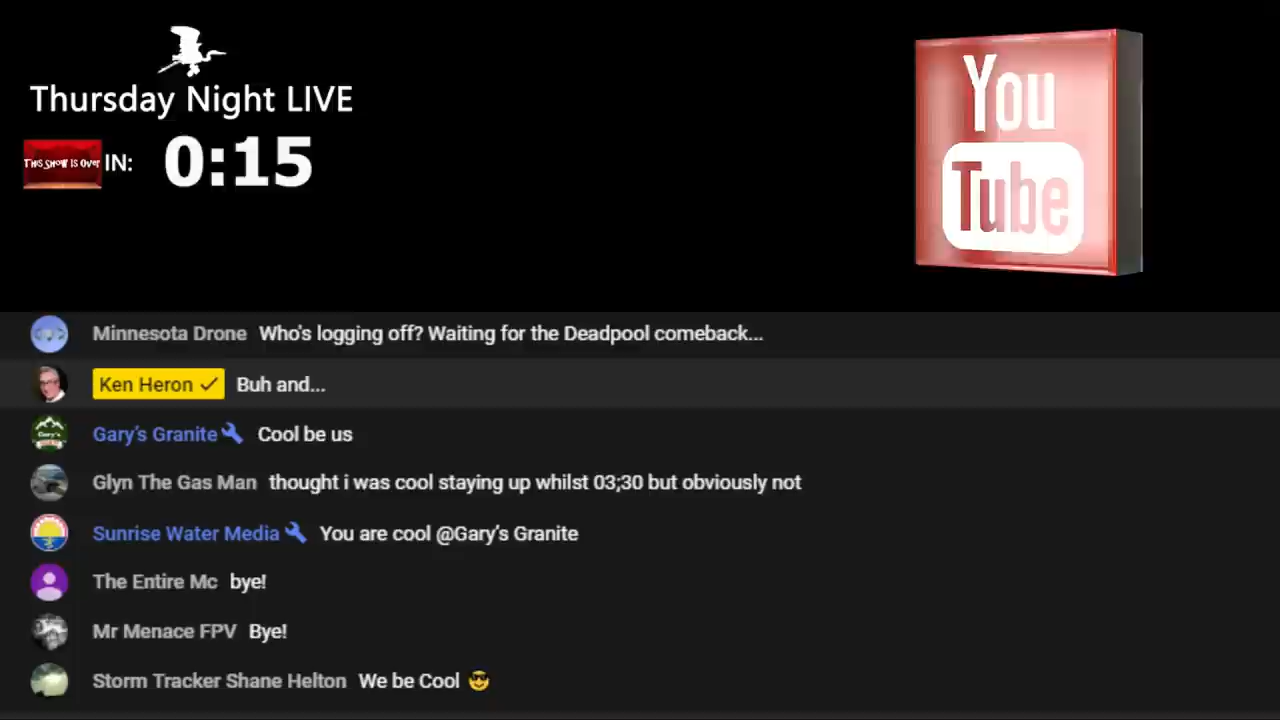 Thursday Night LIVE
THIS SHOW IS OVER IN: 0:15
You
Tube
Minnesota Drone Who's logging off? Waiting for the Deadpool comeback...
Ken Heron Buh and...
Gary's Granite Cool be us
Glyn The Gas Man thought i was cool staying up whilst 03;30 but obviously not
Sunrise Water Media You are cool @Gary's Granite
The Entire Mc bye!
Mr Menace FPV Bye!
Storm Tracker Shane Helton We be Cool 😎